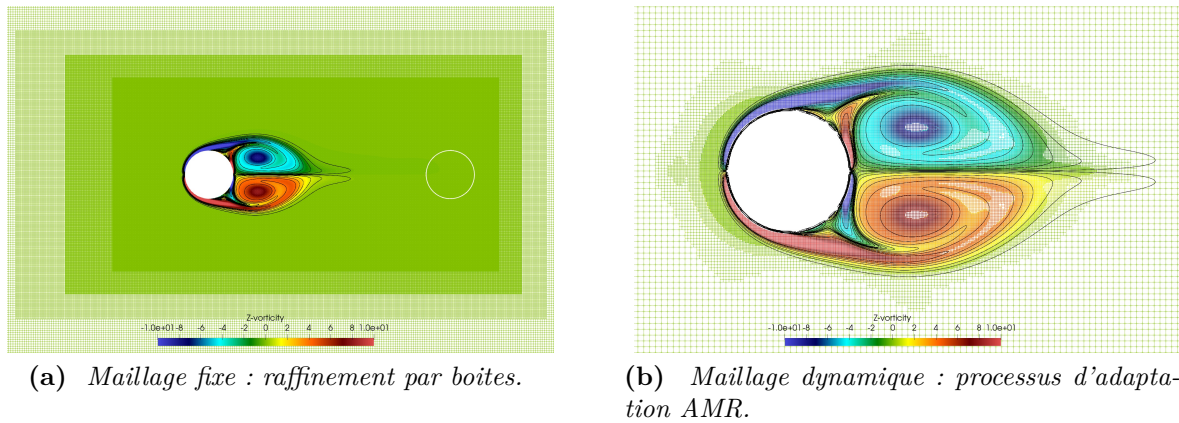 Z-vorticity
-1.0e+01 -8 -6 -4 -2 0 2 4 6 8 1.0e+01
Z-vorticity
-1.0e+01 -8 -6 -4 -2 0 2 4 6 8 1.0e+01
(a) Maillage fixe : raffinement par boites.
(b) Maillage dynamique : processus d'adapta-
tion AMR.